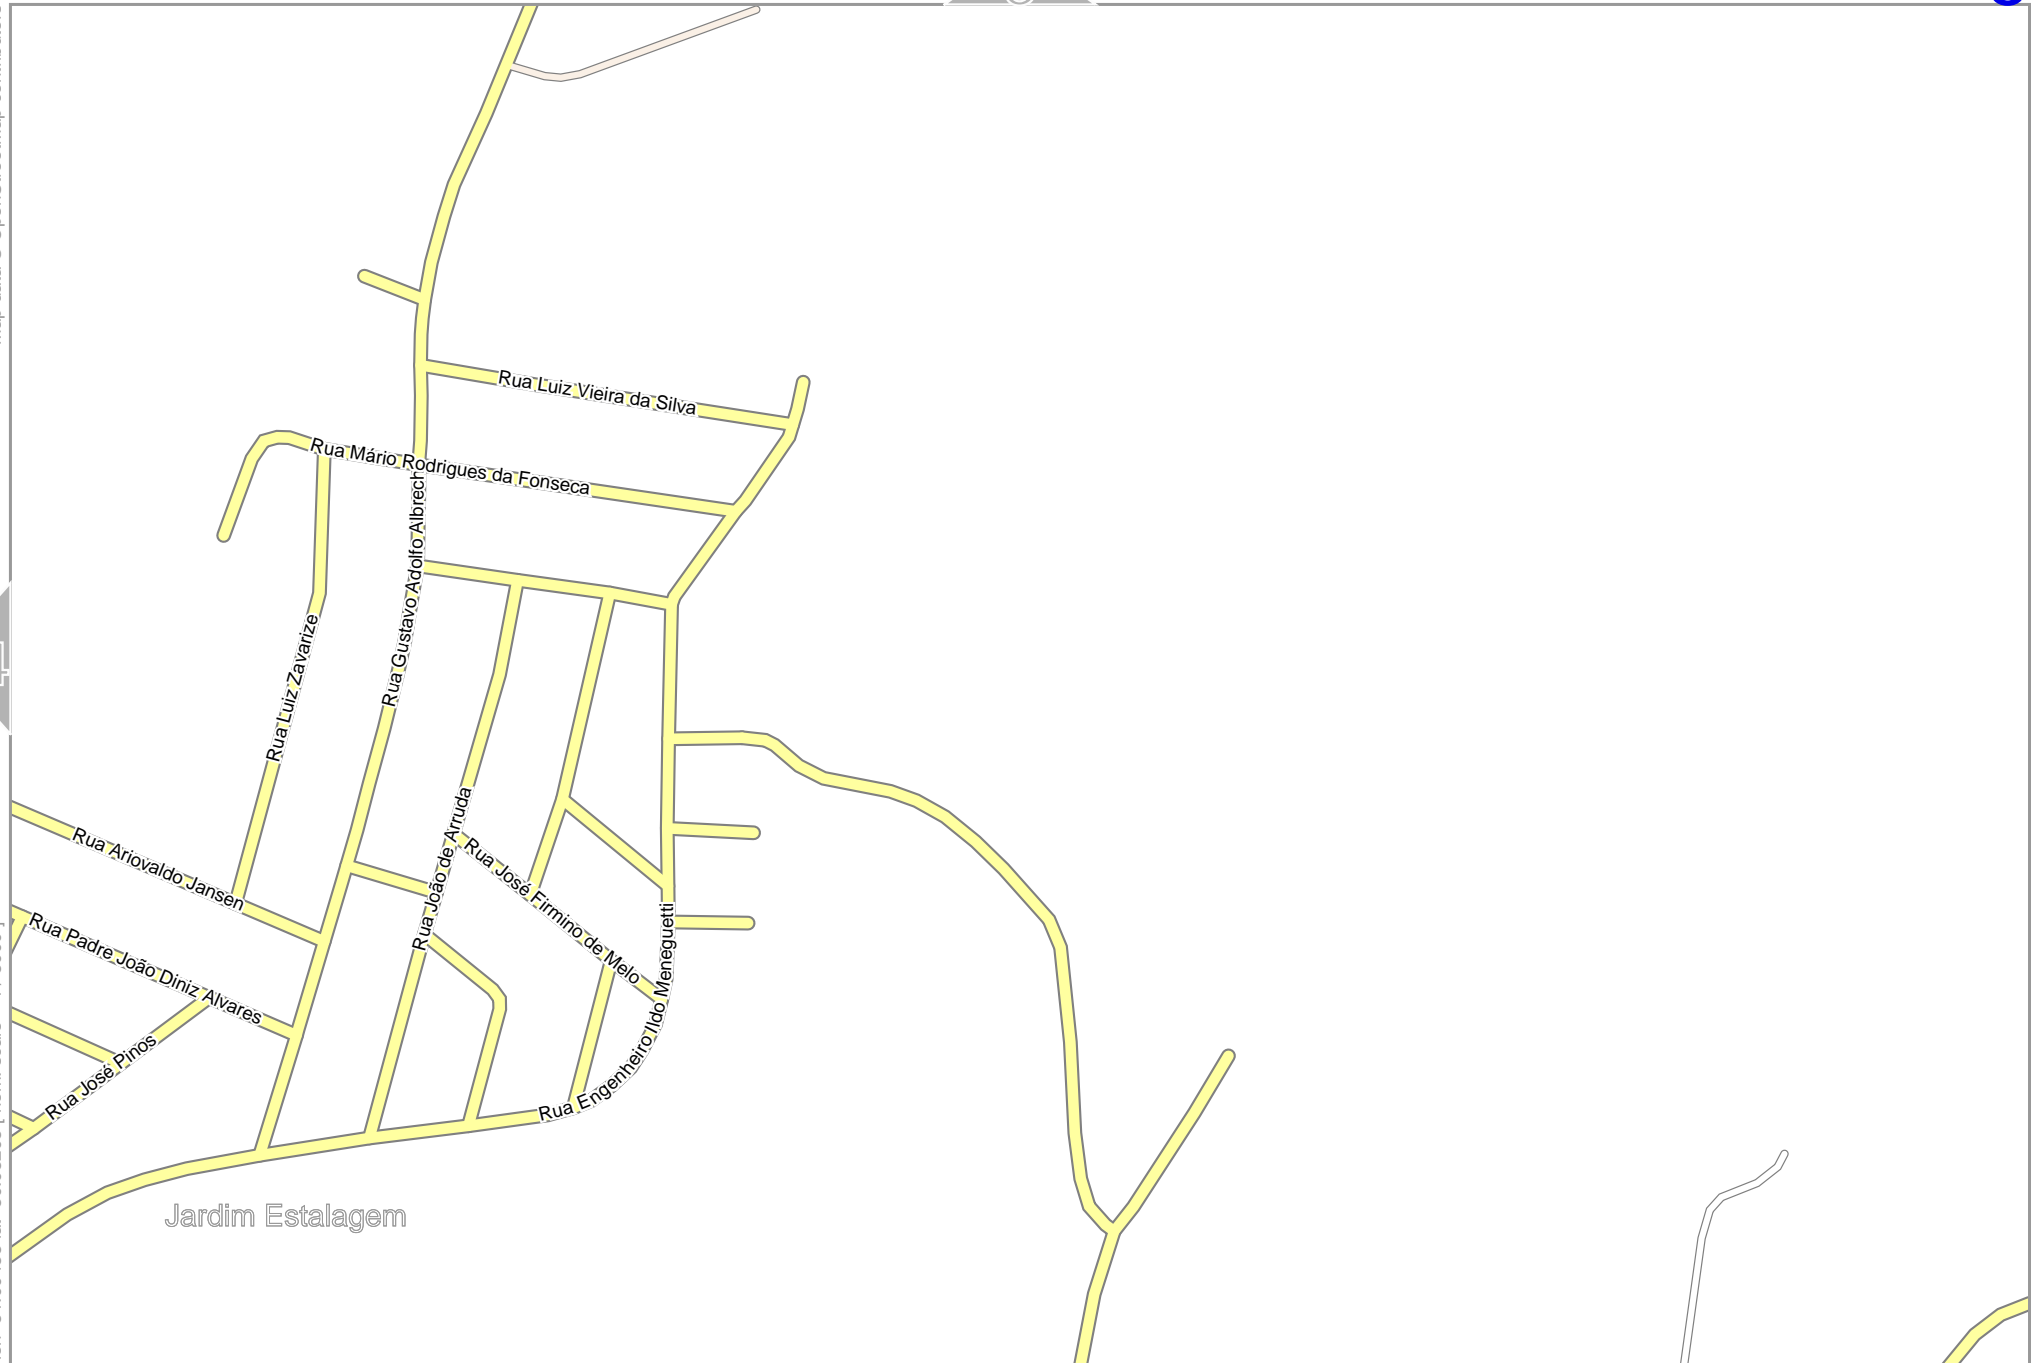 Rua Luiz Vieira da Silva
Rua Mário Rodrigues da Fonseca
Rua Gustavo Adolfo Albrech
Rua Luiz Zavarize
Rua João de Arruda
Rua Ariovaldo Jansen
Rua José Firmino de Melo
Rua Padre João Diniz Alvares
Rua Engenheiro Ildo Meneguetti
Rua José Pinos
Jardim Estalagem